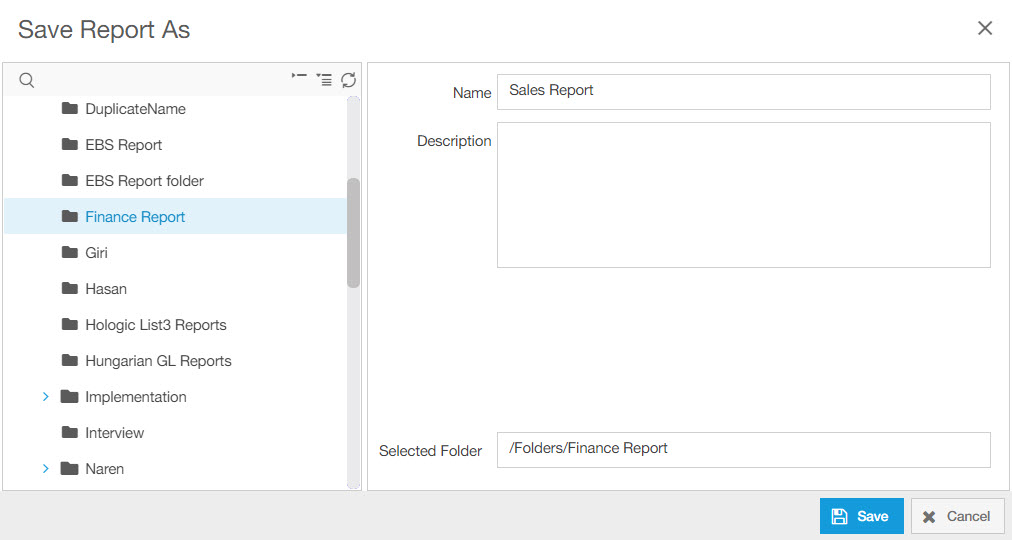 Save Report As
DuplicateName
EBS Report
EBS Report folder
Finance Report
Giri
Hasan
Hologic List3 Reports
Hungarian GL Reports
Implementation
Interview
Naren
Name
Sales Report
Description
Selected Folder
/Folders/Finance Report
Save
Cancel